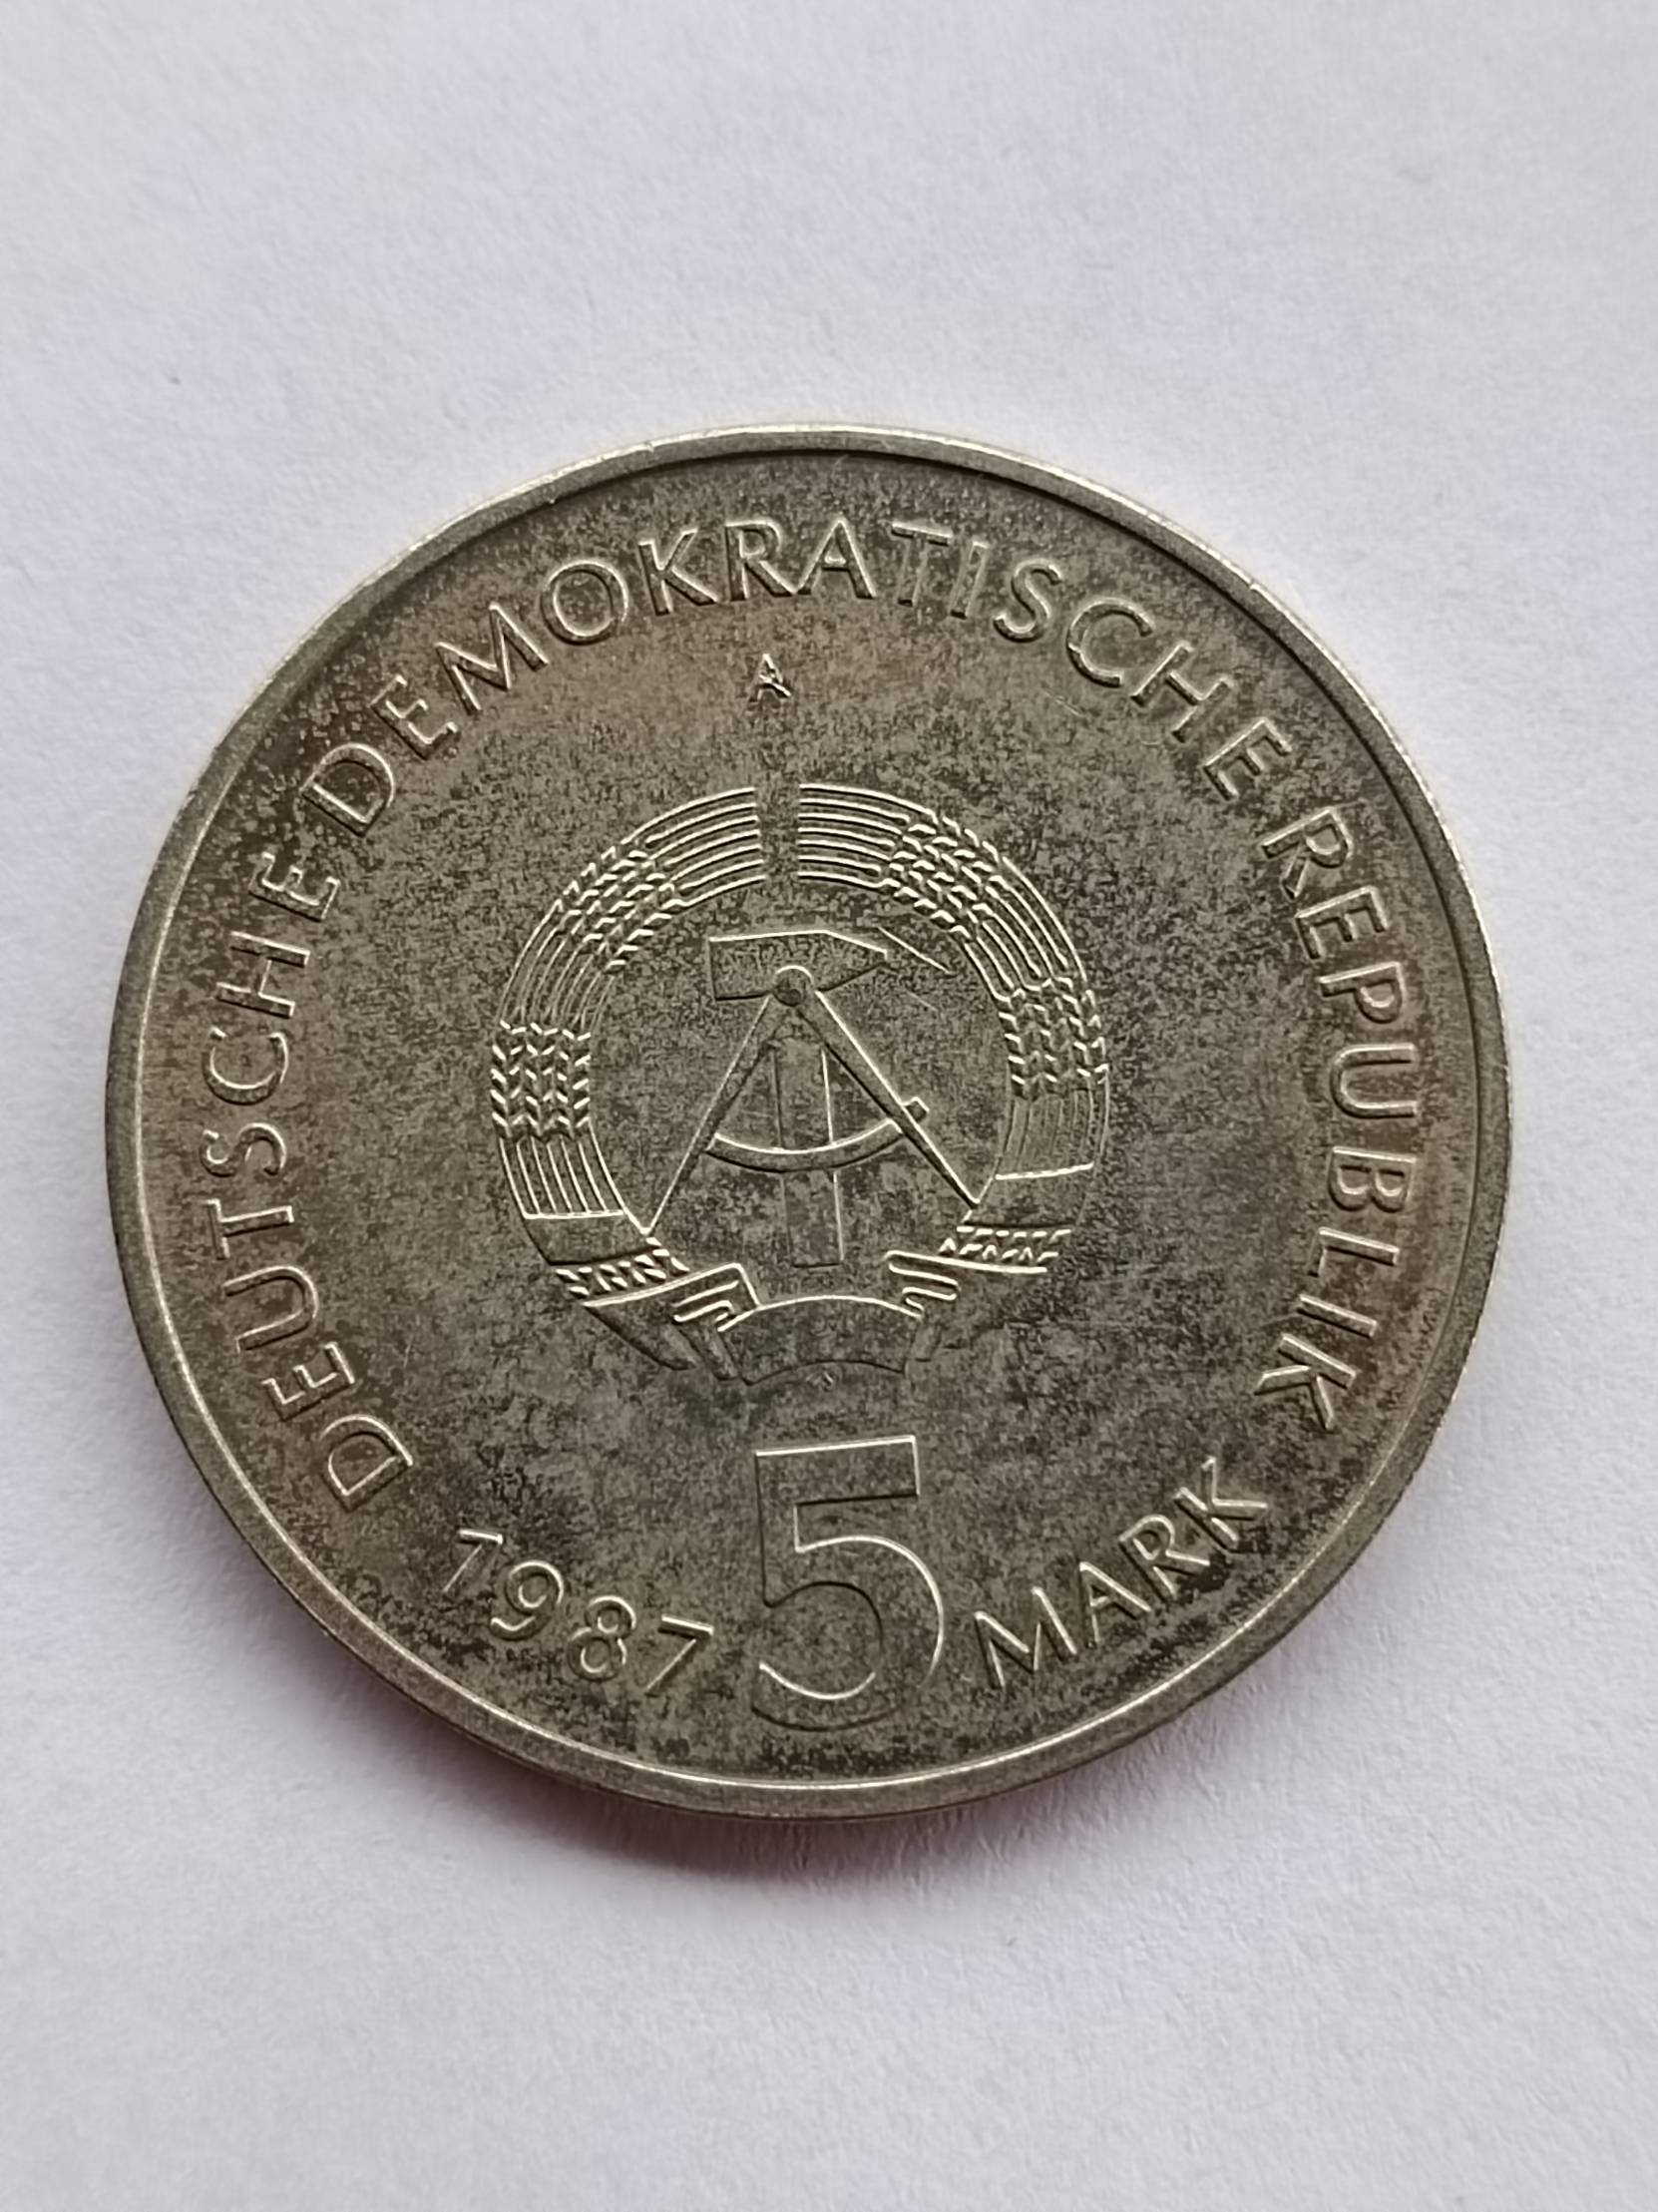 DEUTSCHE DEMOKRATISCHE REPUBLIK
A
1987 5 MARK